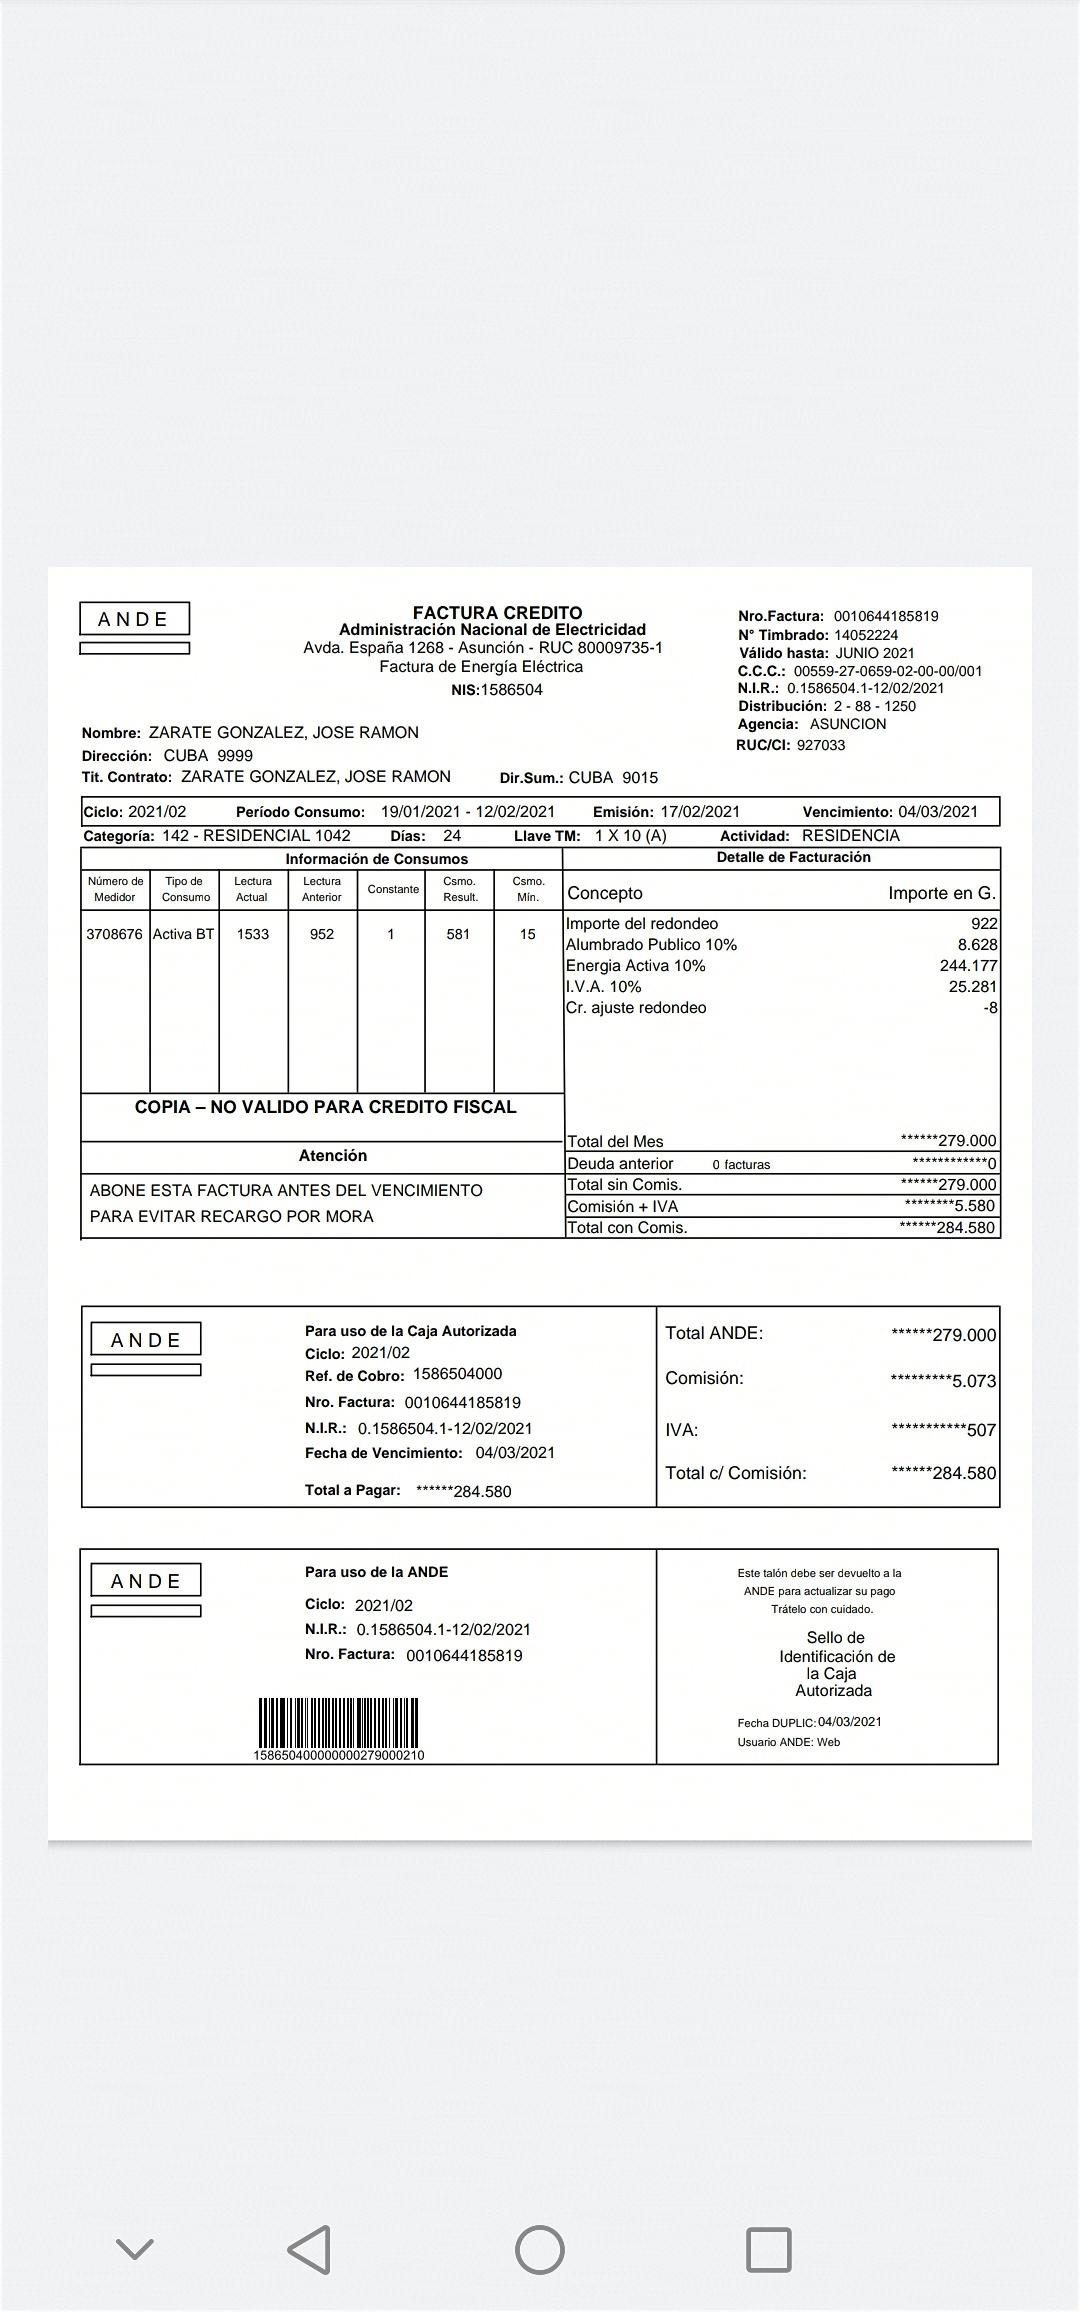 ANDE
FACTURA CREDITO
Administración Nacional de Electricidad
Avda. España 1268 - Asunción - RUC 80009735-1
Factura de Energía Eléctrica
NIS:1586504
Nro.Factura: 0010644185819
N° Timbrado: 14052224
Válido hasta: JUNIO 2021
C.C.C.: 00559-27-0659-02-00-00/001
N.I.R.: 0.1586504.1-12/02/2021
Distribución: 2 - 88 - 1250
Agencia: ASUNCION
RUC/CI: 927033
Nombre: ZARATE GONZALEZ, JOSE RAMON
Dirección: CUBA 9999
Tit. Contrato: ZARATE GONZALEZ, JOSE RAMON Dir.Sum.: CUBA 9015
Ciclo: 2021/02 Período Consumo: 19/01/2021 - 12/02/2021 Emisión: 17/02/2021 Vencimiento: 04/03/2021
Categoría: 142 - RESIDENCIAL 1042 Días: 24 Llave TM: 1 X 10 (A) Actividad: RESIDENCIA
Información de Consumos
Número de Medidor Tipo de Consumo Lectura Actual Lectura Anterior Constante Csmo. Result. Csmo. Mín.
3708676 Activa BT 1533 952 1 581 15
COPIA – NO VALIDO PARA CREDITO FISCAL
Atención
ABONE ESTA FACTURA ANTES DEL VENCIMIENTO
PARA EVITAR RECARGO POR MORA
Detalle de Facturación
Concepto Importe en G.
Importe del redondeo 922
Alumbrado Publico 10% 8.628
Energia Activa 10% 244.177
I.V.A. 10% 25.281
Cr. ajuste redondeo -8
Total del Mes ******279.000
Deuda anterior 0 facturas ************0
Total sin Comis. ******279.000
Comisión + IVA ********5.580
Total con Comis. ******284.580
ANDE
Para uso de la Caja Autorizada
Ciclo: 2021/02
Ref. de Cobro: 1586504000
Nro. Factura: 0010644185819
N.I.R.: 0.1586504.1-12/02/2021
Fecha de Vencimiento: 04/03/2021
Total a Pagar: ******284.580
Total ANDE: ******279.000
Comisión: *********5.073
IVA: ***********507
Total c/ Comisión: ******284.580
ANDE
Para uso de la ANDE
Ciclo: 2021/02
N.I.R.: 0.1586504.1-12/02/2021
Nro. Factura: 0010644185819
158650400000000279000210
Este talón debe ser devuelto a la
ANDE para actualizar su pago
Trátelo con cuidado.
Sello de
Identificación de
la Caja
Autorizada
Fecha DUPLIC: 04/03/2021
Usuario ANDE: Web